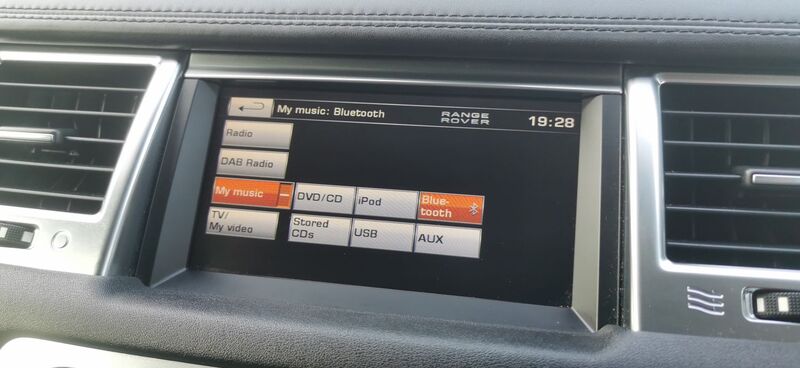 My music: Bluetooth
RANGE
ROVER
19:28
Radio
DAB Radio
My music
DVD/CD
iPod
Blue-
tooth
TV/
My video
Stored
CDs
USB
AUX